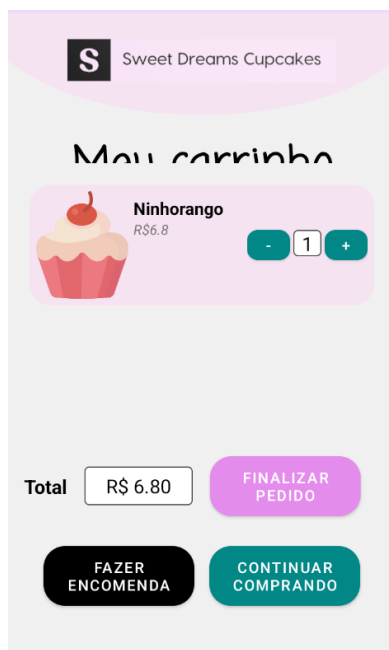 S Sweet Dreams Cupcakes
Meu carrinho
Ninhorango
R$6.8
- 1 +
Total R$ 6.80
FINALIZAR
PEDIDO
FAZER
ENCOMENDA
CONTINUAR
COMPRANDO